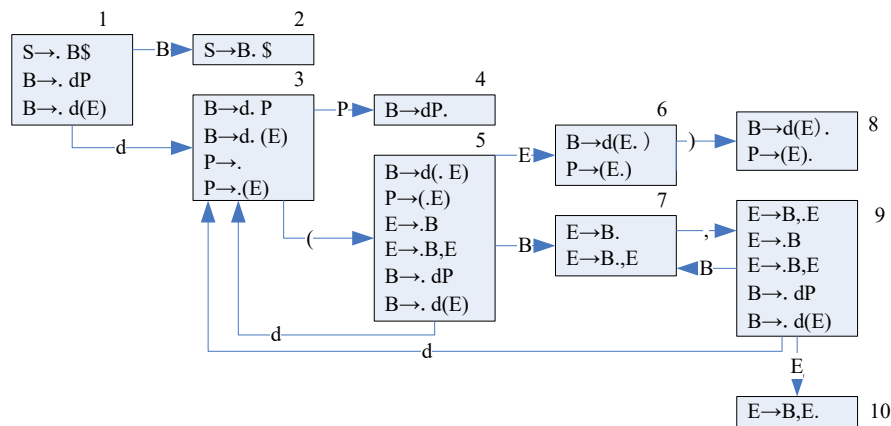 1
S→. B$
B→. dP
B→. d(E)
B
2
S→B. $
d
3
B→d. P
B→d. (E)
P→.
P→.(E)
P
4
B→dP.
(
5
B→d(. E)
P→(.E)
E→.B
E→.B,E
B→. dP
B→. d(E)
E
6
B→d(E. )
P→(E.)
)
B→d(E).
P→(E).
8
B
7
E→B.
E→B.,E
,
B
E→B,.E
E→.B
E→.B,E
B→. dP
B→. d(E)
9
d
d
E
E→B,E.
10